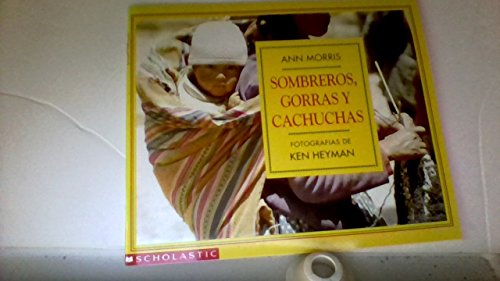 ANN MORRIS
SOMBREROS,
GORRAS Y
CACHUCHAS
FOTOGRAFIAS DE
KEN HEYMAN
SCHOLASTIC